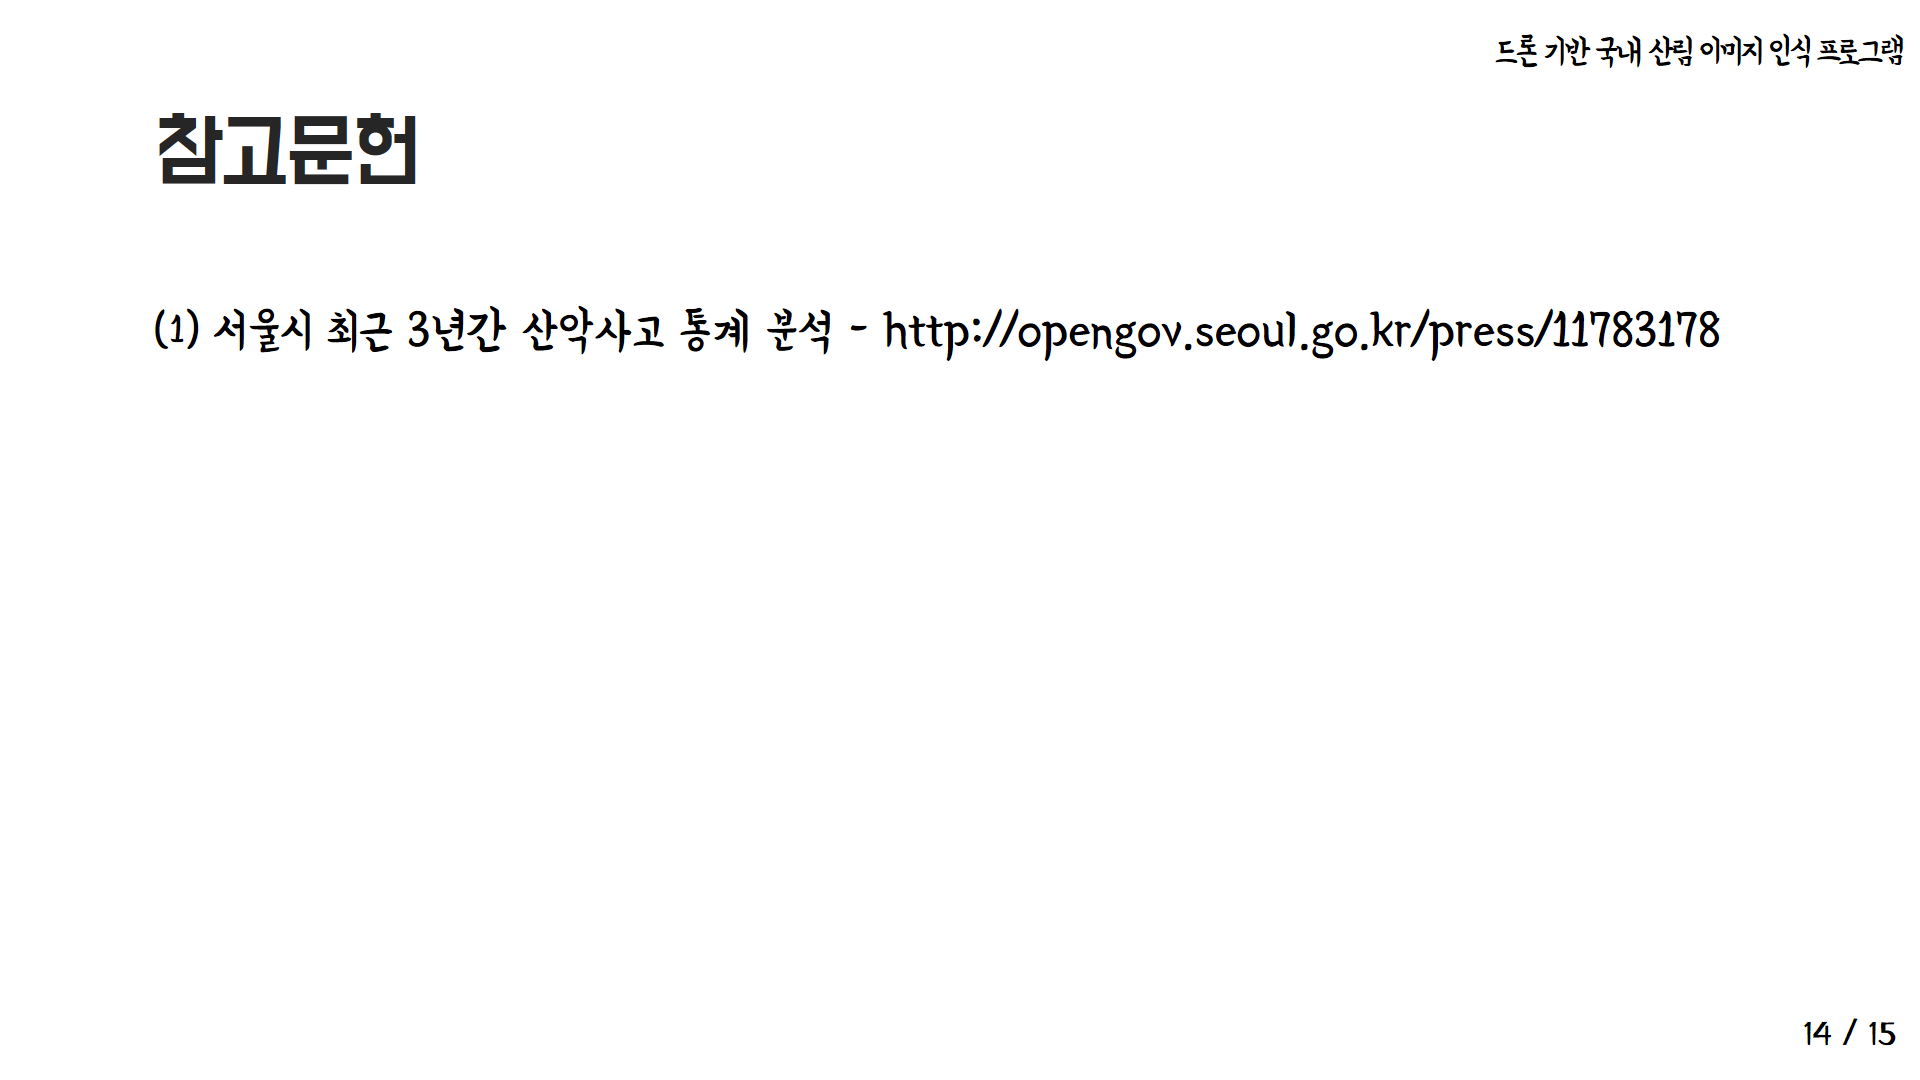 드론 기반 국내 산림 이미지 인식 프로그램
참고문헌
(1) 서울시 최근 3년간 산악사고 통계 분석 - http://opengov.seoul.go.kr/press/11783178
14 / 15